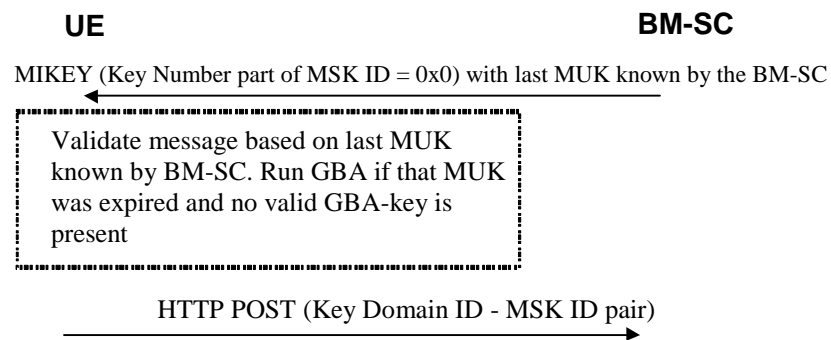 UE BM-SC
MIKEY (Key Number part of MSK ID = 0x0) with last MUK known by the BM-SC
Validate message based on last MUK
known by BM-SC. Run GBA if that MUK
was expired and no valid GBA-key is
present
HTTP POST (Key Domain ID - MSK ID pair)